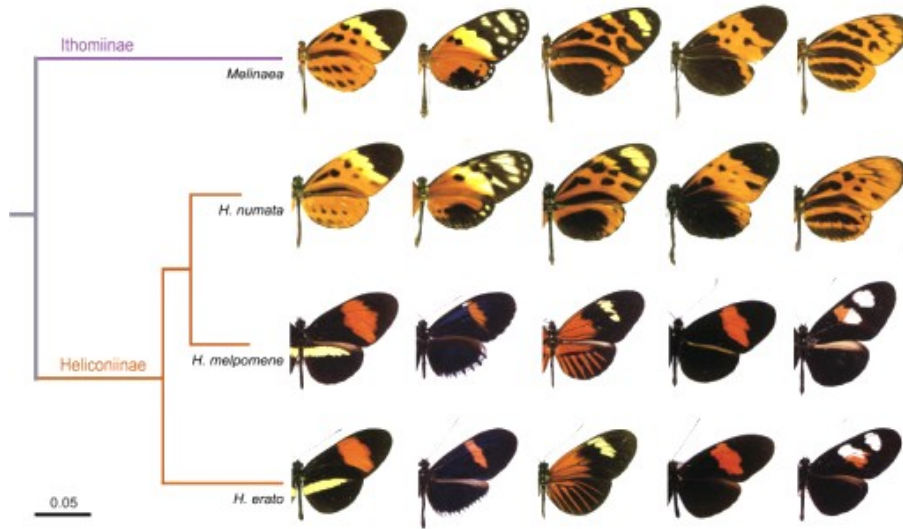 Ithomiinae
Melinaea
H. numata
H. melpomene
Heliconiinae
H. erato
0.05